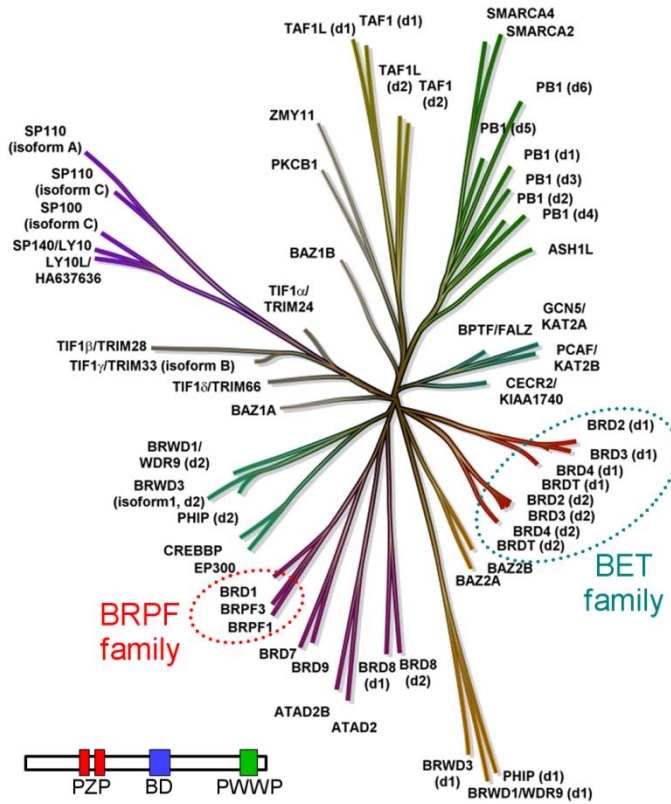 SMARCA4
SMARCA2
TAF1L (d1)
TAF1 (d1)
TAF1L
(d2)
TAF1
(d2)
PB1 (d6)
ZMY11
PB1 (d5)
SP110
(isoform A)
PKCB1
PB1 (d1)
SP110
(isoform C)
PB1 (d3)
PB1 (d2)
SP100
(isoform C)
PB1 (d4)
SP140/LY10
LY10L/
HA637636
BAZ1B
ASH1L
TIF1α/
TRIM24
GCN5/
KAT2A
BPTF/FALZ
TIF1β/TRIM28
PCAF/
KAT2B
TIF1γ/TRIM33 (isoform B)
CECR2/
KIAA1740
TIF1δ/TRIM66
BAZ1A
BRD2 (d1)
BRWD1/
WDR9 (d2)
BRD3 (d1)
BRD4 (d1)
BRDT (d1)
BRWD3
(isoform1, d2)
BRD2 (d2)
BRD3 (d2)
PHIP (d2)
BRD4 (d2)
BRDT (d2)
CREBBP
EP300
BAZ2B
BAZ2A
BET
family
BRD1
BRPF3
BRPF1
BRPF
family
BRD7
BRD9
BRD8
(d1)
BRD8
(d2)
ATAD2B
ATAD2
BRWD3
(d1)
PHIP (d1)
BRWD1/WDR9 (d1)
PZP
BD
PWWP